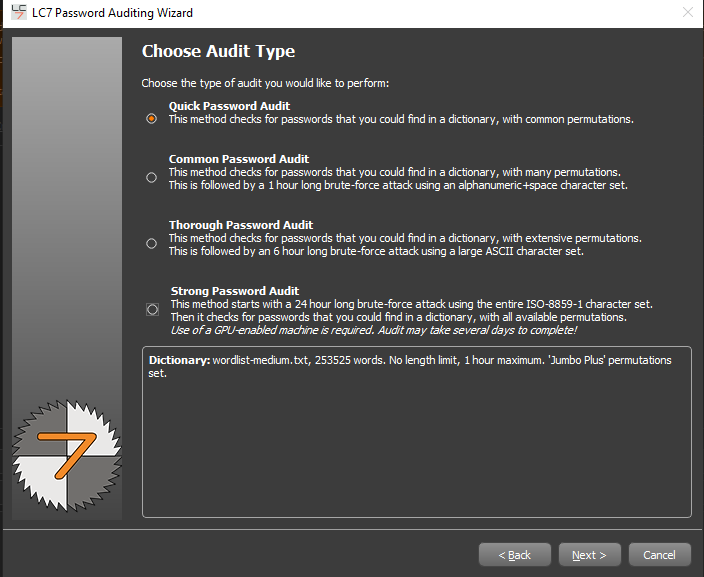 LC
7
LC7 Password Auditing Wizard
Choose Audit Type
Choose the type of audit you would like to perform:
Quick Password Audit
This method checks for passwords that you could find in a dictionary, with common permutations.
Common Password Audit
This method checks for passwords that you could find in a dictionary, with many permutations.
This is followed by a 1 hour long brute-force attack using an alphanumeric+space character set.
Thorough Password Audit
This method checks for passwords that you could find in a dictionary, with extensive permutations.
This is followed by an 6 hour long brute-force attack using a large ASCII character set.
Strong Password Audit
This method starts with a 24 hour long brute-force attack using the entire ISO-8859-1 character set.
Then it checks for passwords that you could find in a dictionary, with all available permutations.
Use of a GPU-enabled machine is required. Audit may take several days to complete!
Dictionary: wordlist-medium.txt, 253525 words. No length limit, 1 hour maximum. 'Jumbo Plus' permutations
set.
7
< Back
Next >
Cancel